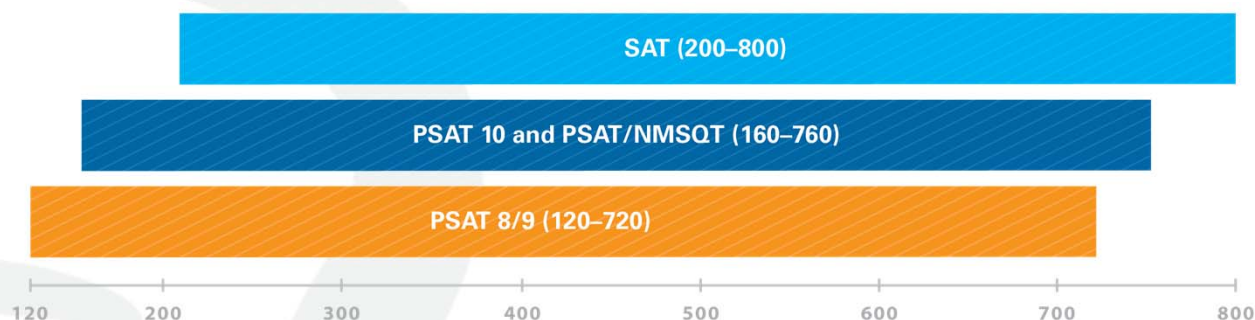 SAT (200–800)
PSAT 10 and PSAT/NMSQT (160–760)
PSAT 8/9 (120–720)
120 200 300 400 500 600 700 800